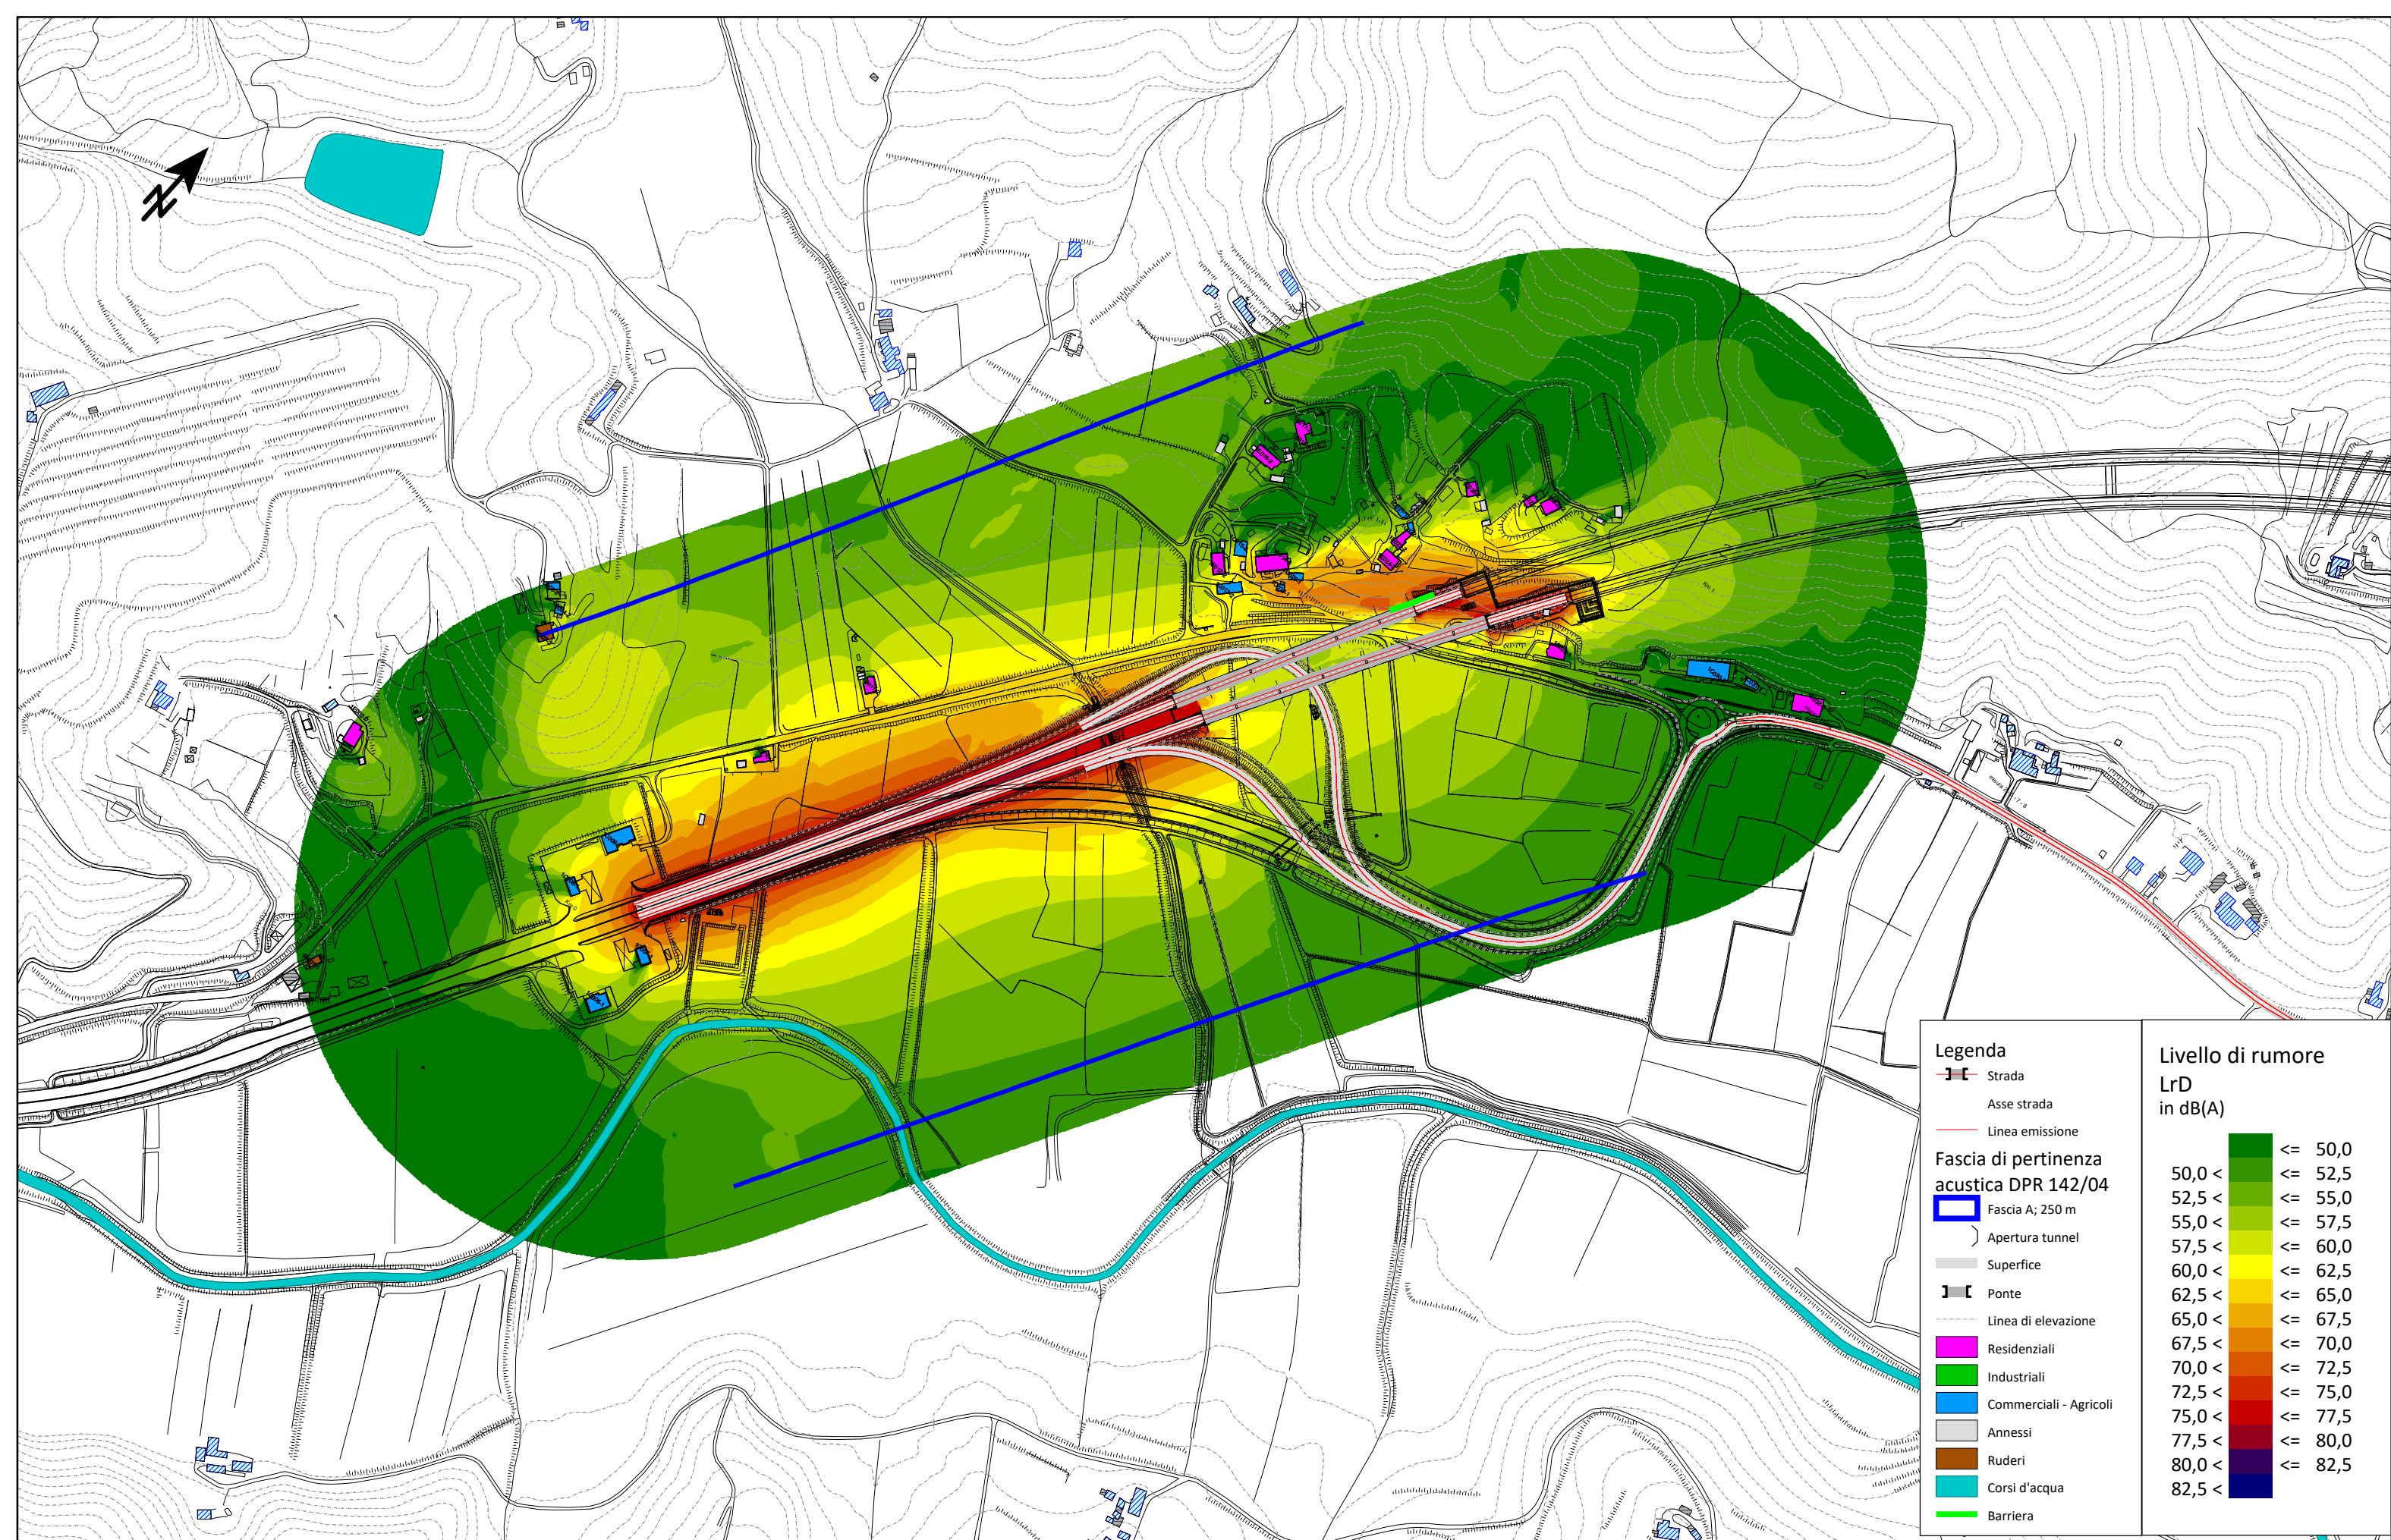 Legenda
Strada
Asse strada
Linea emissione
Fascia di pertinenza
acustica DPR 142/04
Fascia A; 250 m
Apertura tunnel
Superfice
Ponte
Linea di elevazione
Residenziali
Industriali
Commerciali - Agricoli
Annessi
Ruderi
Corsi d'acqua
Barriera
Livello di rumore
LrD
in dB(A)
<= 50,0
50,0 < <= 52,5
52,5 < <= 55,0
55,0 < <= 57,5
57,5 < <= 60,0
60,0 < <= 62,5
62,5 < <= 65,0
65,0 < <= 67,5
67,5 < <= 70,0
70,0 < <= 72,5
72,5 < <= 75,0
75,0 < <= 77,5
77,5 < <= 80,0
80,0 < <= 82,5
82,5 <